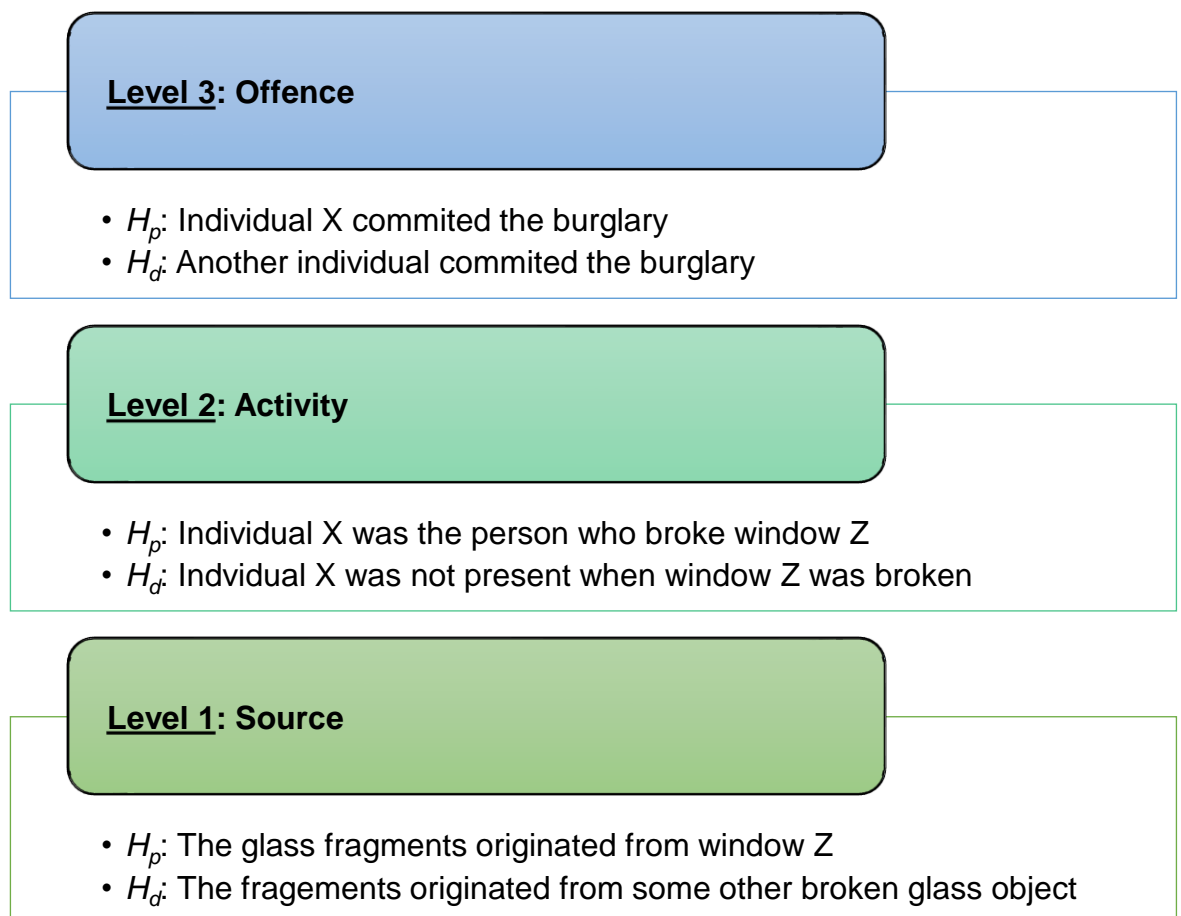 Level 3: Offence
• Hp: Individual X commited the burglary
• Hd: Another individual commited the burglary
Level 2: Activity
• Hp: Individual X was the person who broke window Z
• Hd: Indvidual X was not present when window Z was broken
Level 1: Source
• Hp: The glass fragments originated from window Z
• Hd: The fragements originated from some other broken glass object